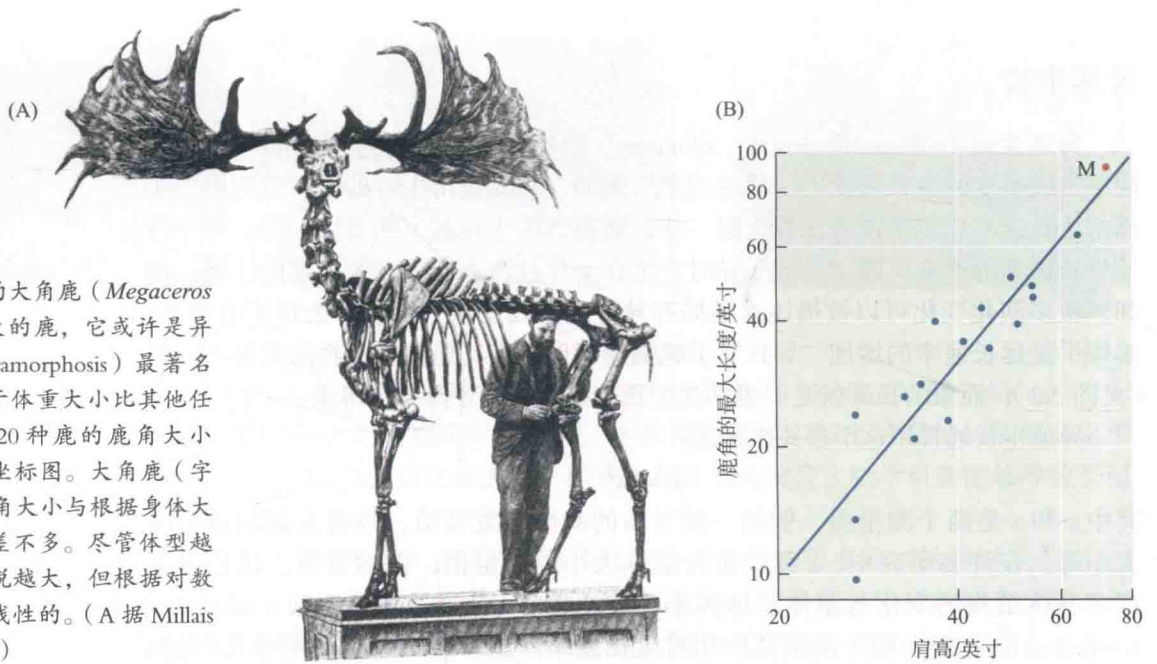 (A)
大角鹿（Megaceros
的鹿，它或许是异
amorphosis）最著名
体重大小比其他任
20 种鹿的鹿角大小
坐标图。大角鹿（字
角大小与根据身体大
差不多。尽管体型越
越大，但根据对数
线性的。（A 据 Millais
）
(B)
鹿角的最大长度/英寸
100
80
60
40
20
10
M
20
40
60
80
肩高/英寸